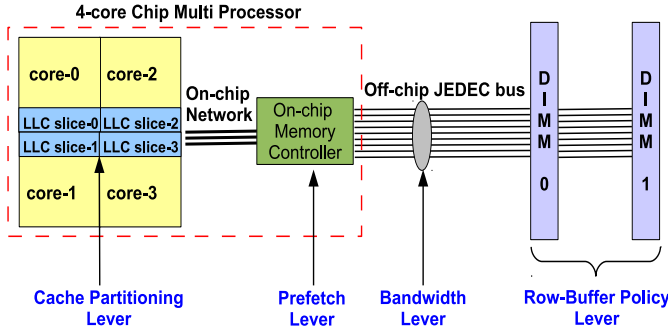 4-core Chip Multi Processor
core-0
core-2
LLC slice-0
LLC slice-2
LLC slice-1
LLC slice-3
core-1
core-3
On-chip
Network
On-chip
Memory
Controller
Off-chip JEDEC bus
DIMM 0
DIMM 1
Cache Partitioning
Lever
Prefetch
Lever
Bandwidth
Lever
Row-Buffer Policy
Lever